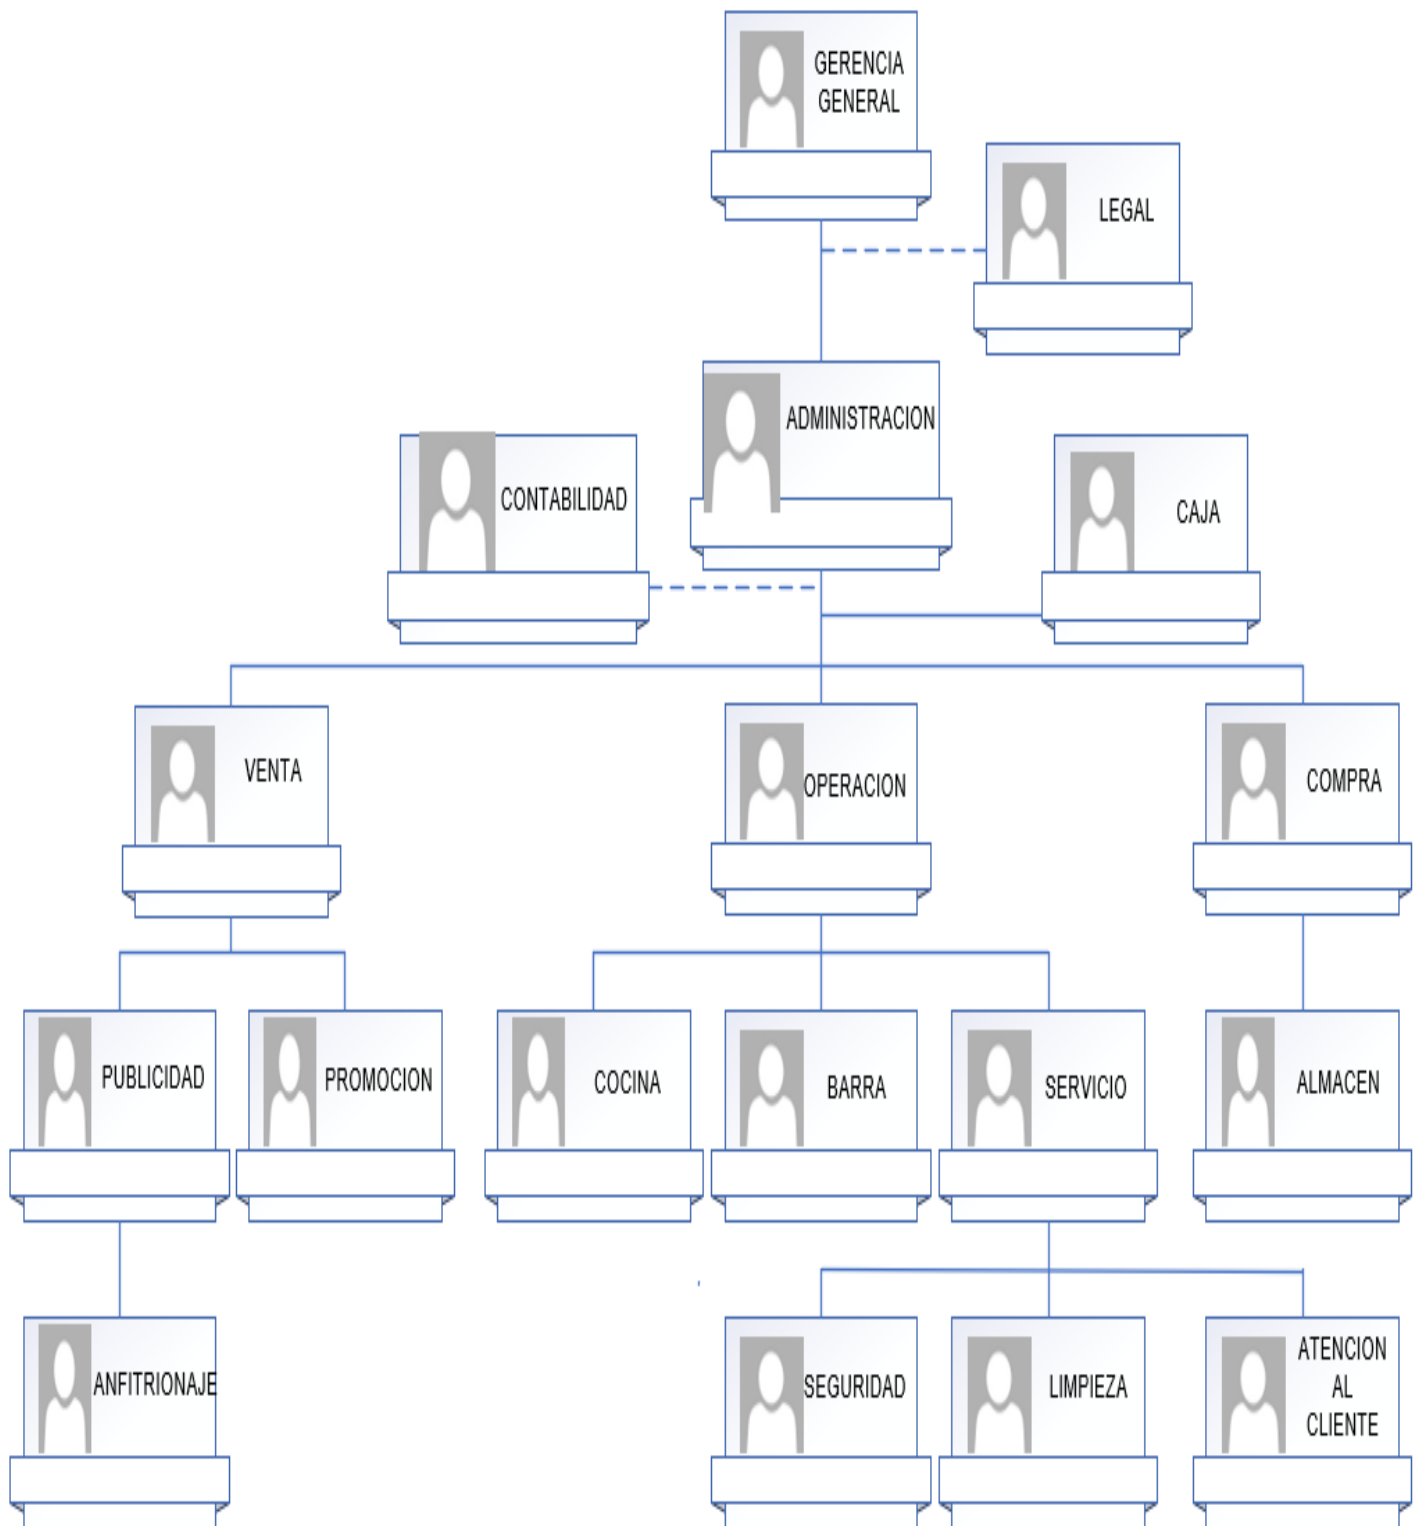 GERENCIA
GENERAL
LEGAL
ADMINISTRACION
CONTABILIDAD
CAJA
VENTA
OPERACION
COMPRA
PUBLICIDAD
PROMOCION
COCINA
BARRA
SERVICIO
ALMACEN
ANFITRIONAJE
SEGURIDAD
LIMPIEZA
ATENCION
AL
CLIENTE